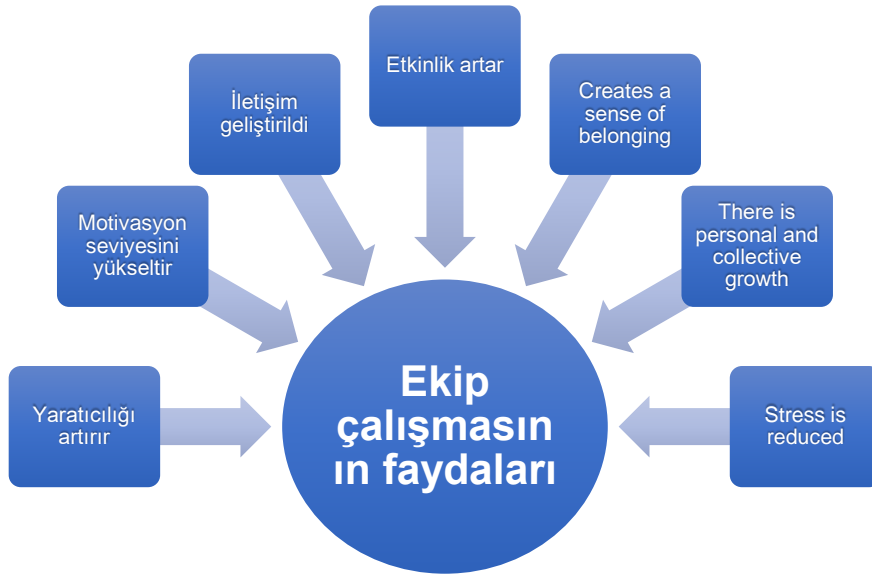 Yaratıcılığı
artırır
Motivasyon
seviyesini
yükseltir
İletişim
geliştirildi
Etkinlik artar
Creates a
sense of
belonging
There is
personal and
collective
growth
Stress is
reduced
Ekip
çalışmasın
ın faydaları